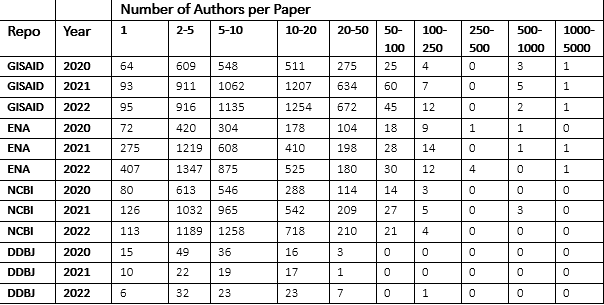 Number of Authors per Paper
Repo Year 1 2-5 5-10 10-20 20-50 50-100 100-250 250-500 500-1000 1000-5000
GISAID 2020 64 609 548 511 275 25 4 0 3 1
GISAID 2021 93 911 1062 1207 634 60 7 0 5 1
GISAID 2022 95 916 1135 1254 672 45 12 0 2 1
ENA 2020 72 420 304 178 104 18 9 1 1 0
ENA 2021 275 1219 608 410 198 28 14 0 1 1
ENA 2022 407 1347 875 525 180 30 12 4 0 1
NCBI 2020 80 613 546 288 114 14 3 0 0 0
NCBI 2021 126 1032 965 542 209 27 5 0 3 0
NCBI 2022 113 1189 1258 718 210 21 4 0 0 0
DDBJ 2020 15 49 36 16 3 0 0 0 0 0
DDBJ 2021 10 22 19 17 1 0 0 0 0 0
DDBJ 2022 6 32 23 23 7 0 1 0 0 0